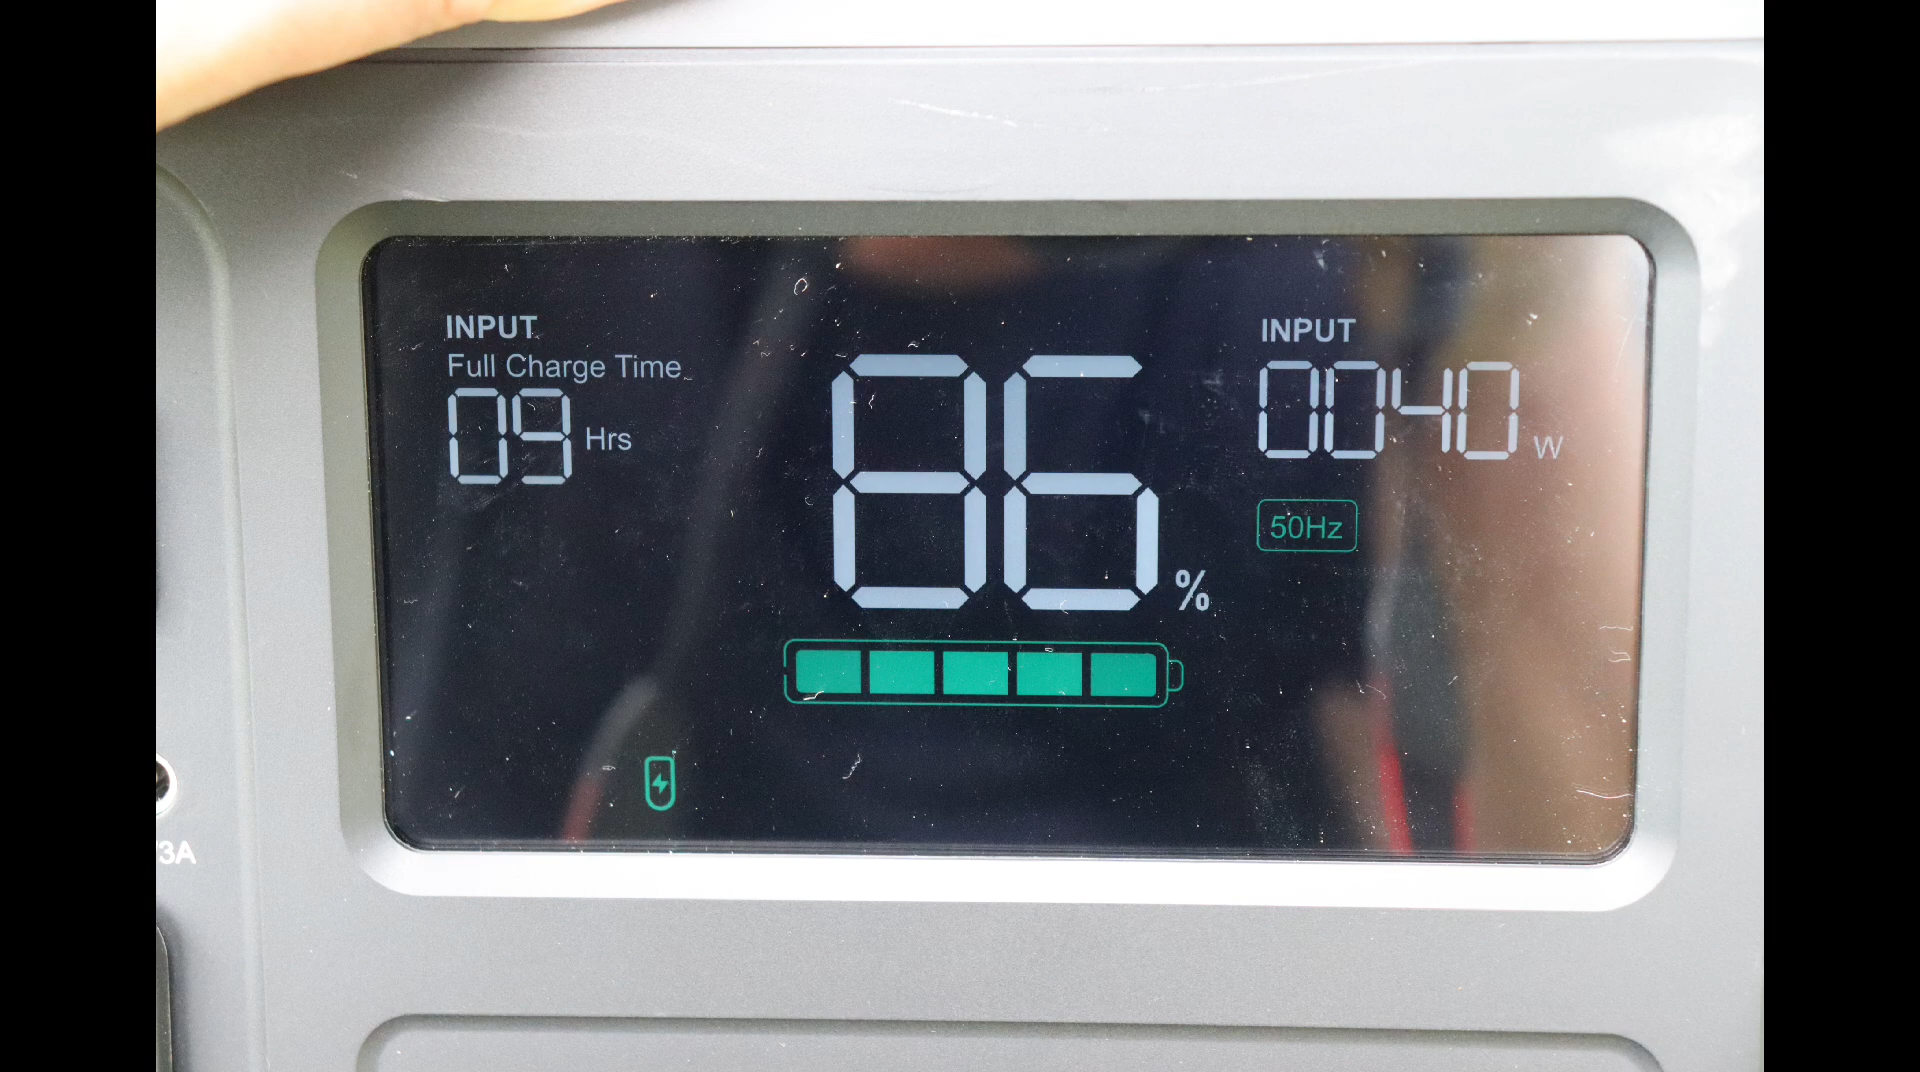 INPUT
Full Charge Time
09 Hrs
86 %
INPUT
0040 W
50Hz
3A